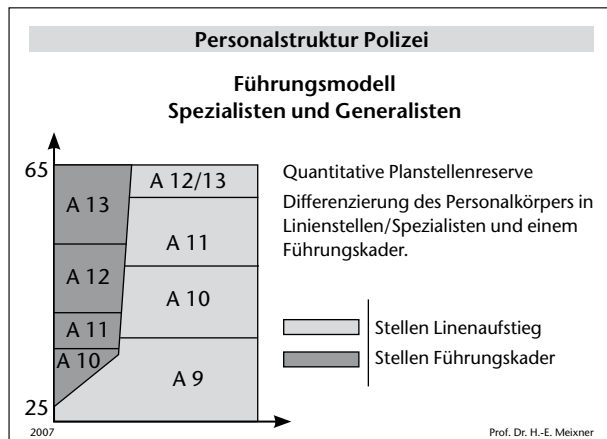 Personalstruktur Polizei
Führungsmodell
Spezialisten und Generalisten
65
A 12/13
A 13
A 11
A 12
A 10
A 11
A 10
A 9
25
Quantitative Planstellenreserve
Differenzierung des Personalkörpers in
Linienstellen/Spezialisten und einem
Führungskader.
Stellen Linenaufstieg
Stellen Führungskader
2007
Prof. Dr. H.-E. Meixner